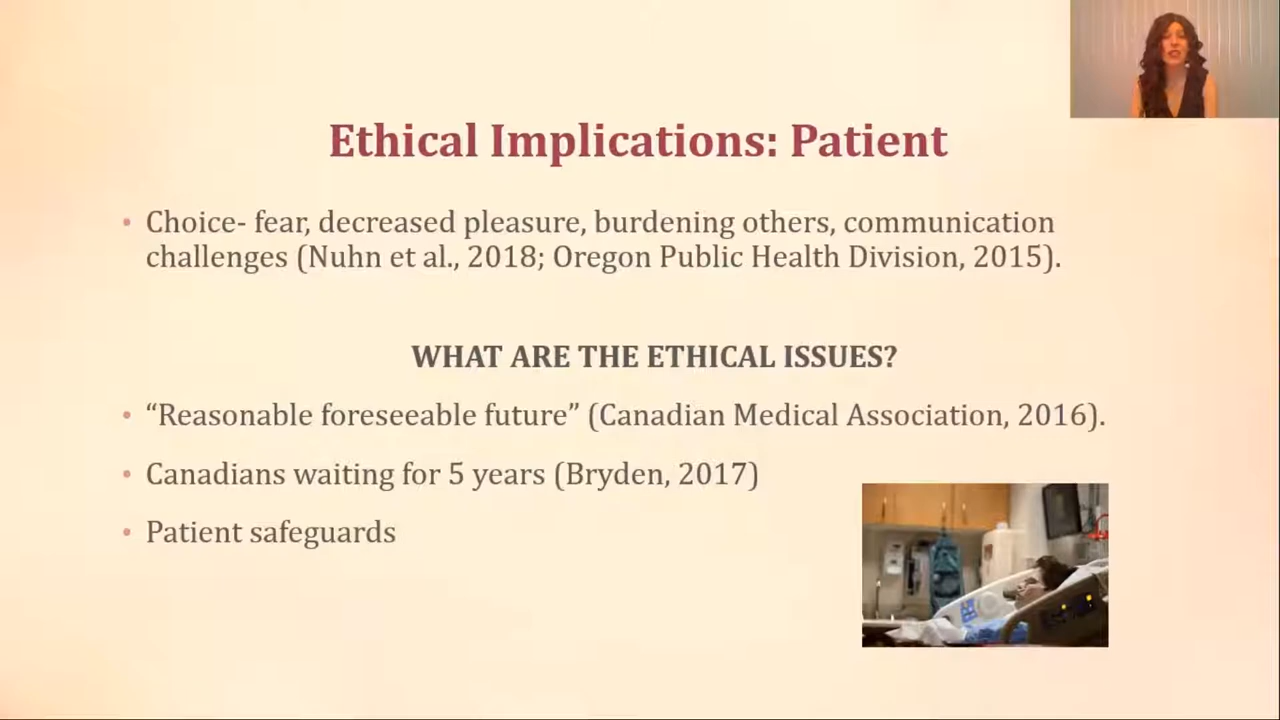 Ethical Implications: Patient
• Choice- fear, decreased pleasure, burdening others, communication
challenges (Nuhn et al., 2018; Oregon Public Health Division, 2015).
WHAT ARE THE ETHICAL ISSUES?
• “Reasonable foreseeable future” (Canadian Medical Association, 2016).
• Canadians waiting for 5 years (Bryden, 2017)
• Patient safeguards